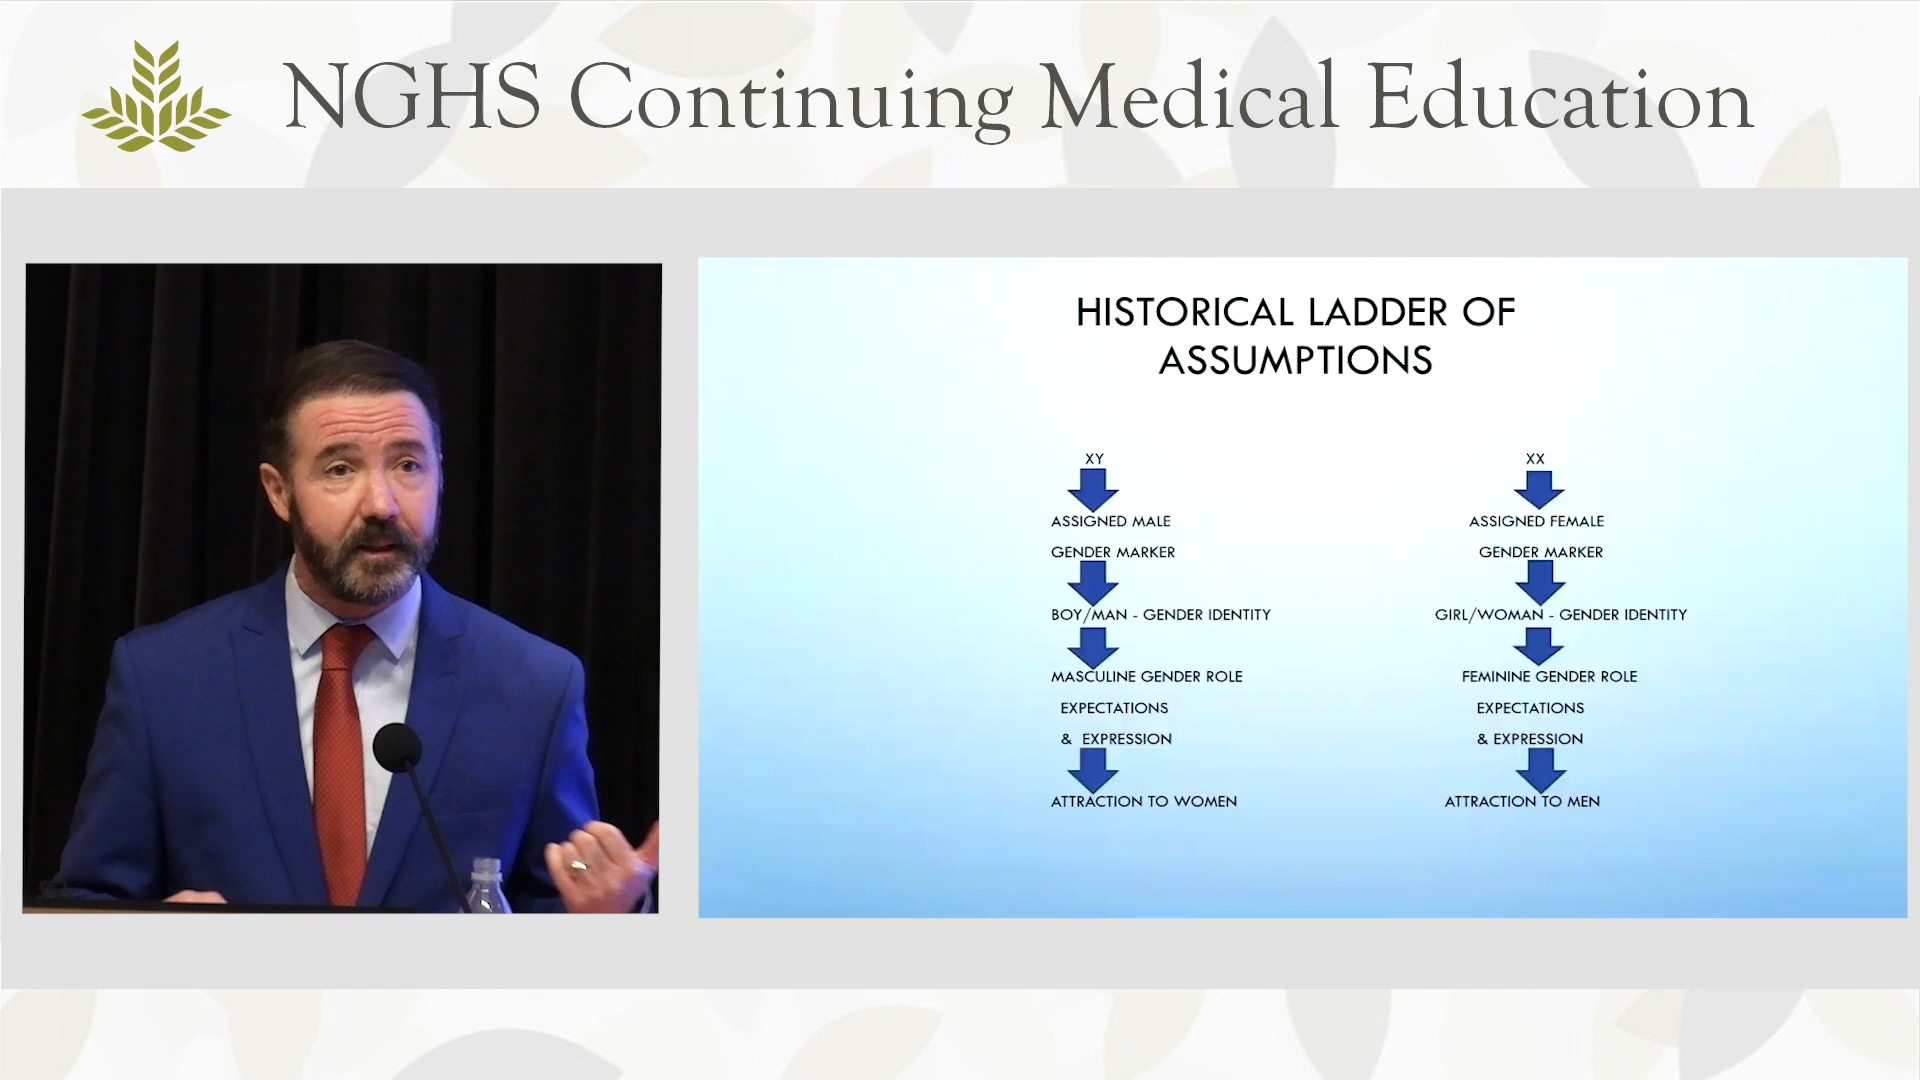 NGHS Continuing Medical Education
HISTORICAL LADDER OF
ASSUMPTIONS
XY
ASSIGNED MALE
GENDER MARKER
BOY/MAN - GENDER IDENTITY
MASCULINE GENDER ROLE
EXPECTATIONS
& EXPRESSION
ATTRACTION TO WOMEN
XX
ASSIGNED FEMALE
GENDER MARKER
GIRL/WOMAN - GENDER IDENTITY
FEMININE GENDER ROLE
EXPECTATIONS
& EXPRESSION
ATTRACTION TO MEN